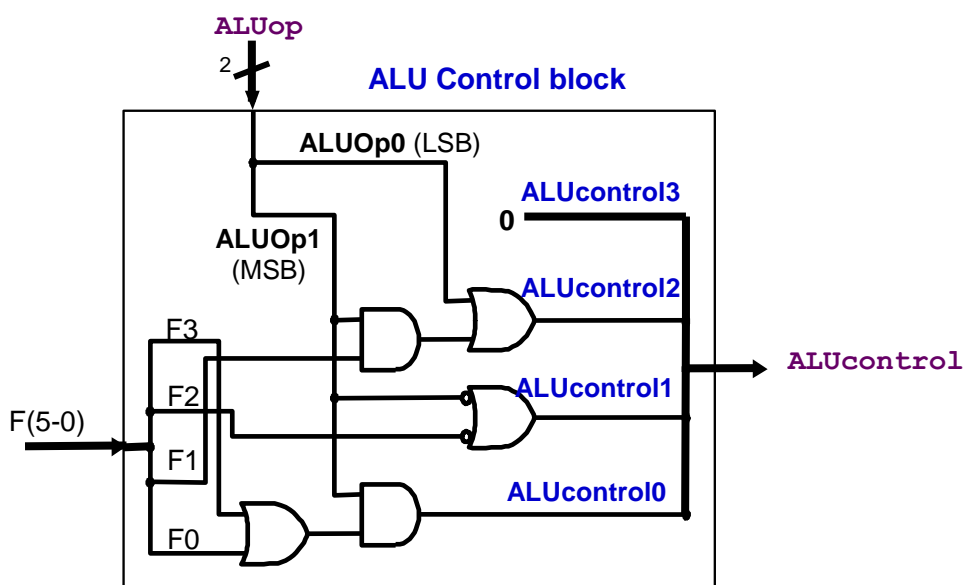 ALUop
2
ALU Control block
ALUOp0 (LSB)
ALUcontrol3
0
ALUOp1
(MSB)
ALUcontrol2
F3
ALUcontrol
F2
ALUcontrol1
F(5-0)
F1
ALUcontrol0
F0